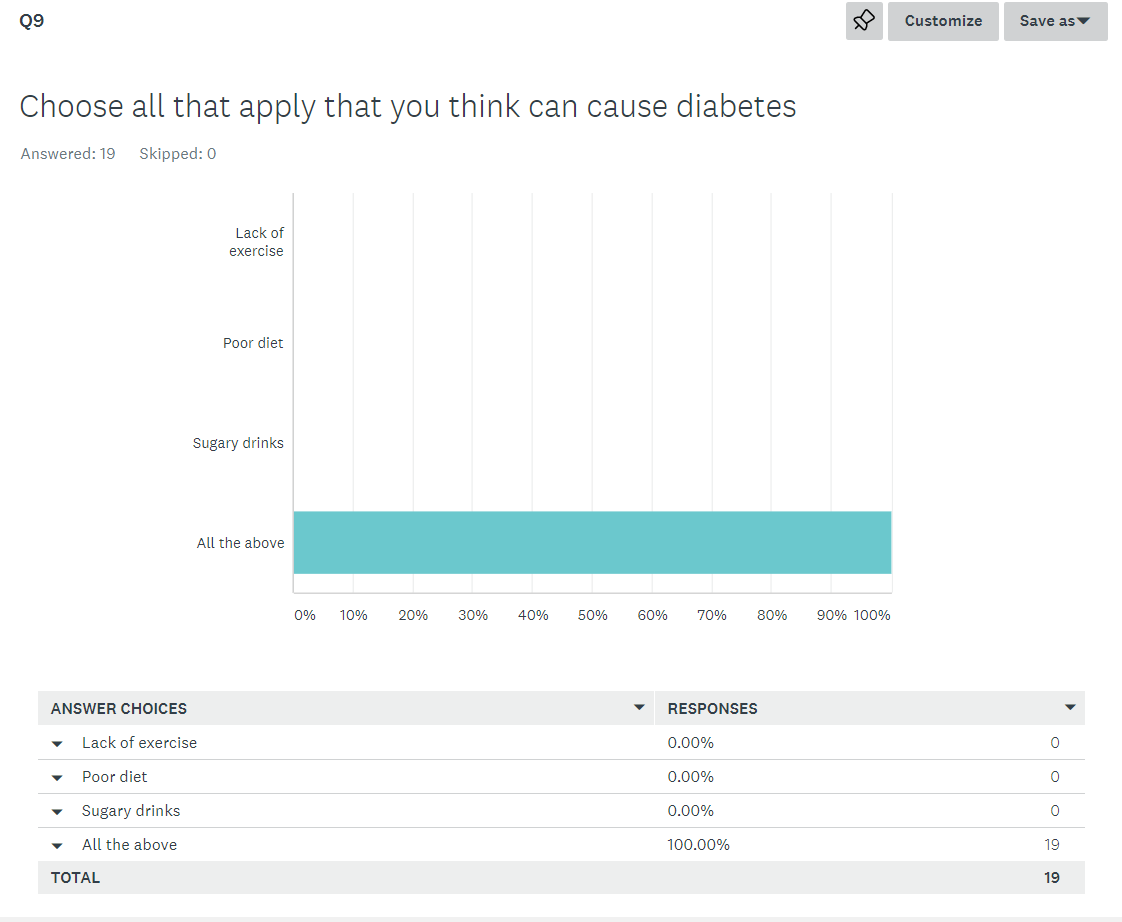 Q9
Customize
Save as
Choose all that apply that you think can cause diabetes
Answered: 19 Skipped: 0
Lack of
exercise
Poor diet
Sugary drinks
All the above
0% 10% 20% 30% 40% 50% 60% 70% 80% 90% 100%
ANSWER CHOICES RESPONSES
Lack of exercise 0.00% 0
Poor diet 0.00% 0
Sugary drinks 0.00% 0
All the above 100.00% 19
TOTAL 19